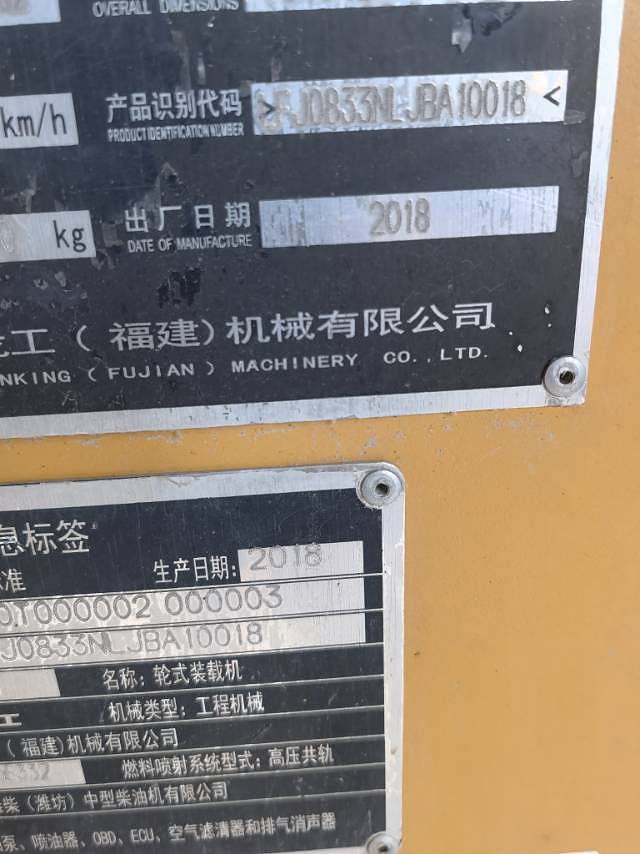 OVERALL DIMENSIONS
km/h
产品识别代码
PRODUCT IDENTIFICATION NUMBER
> FJ0833NLJBA10018 <
kg
出厂日期
DATE OF MANUFACTURE
2018
工（福建）机械有限公司
NKING ( FUJIAN ) MACHINERY CO.,LTD.
息标签
准
生产日期:
2018
0T000002 000003
J0833NLJBA10018
名称: 轮式装载机
工
机械类型: 工程机械
（福建)机械有限公司
燃料喷射系统型式: 高压共轨
柴（潍坊）中型柴油机有限公司
泵、喷油器、OBD、ECU、空气滤清器和排气消声器